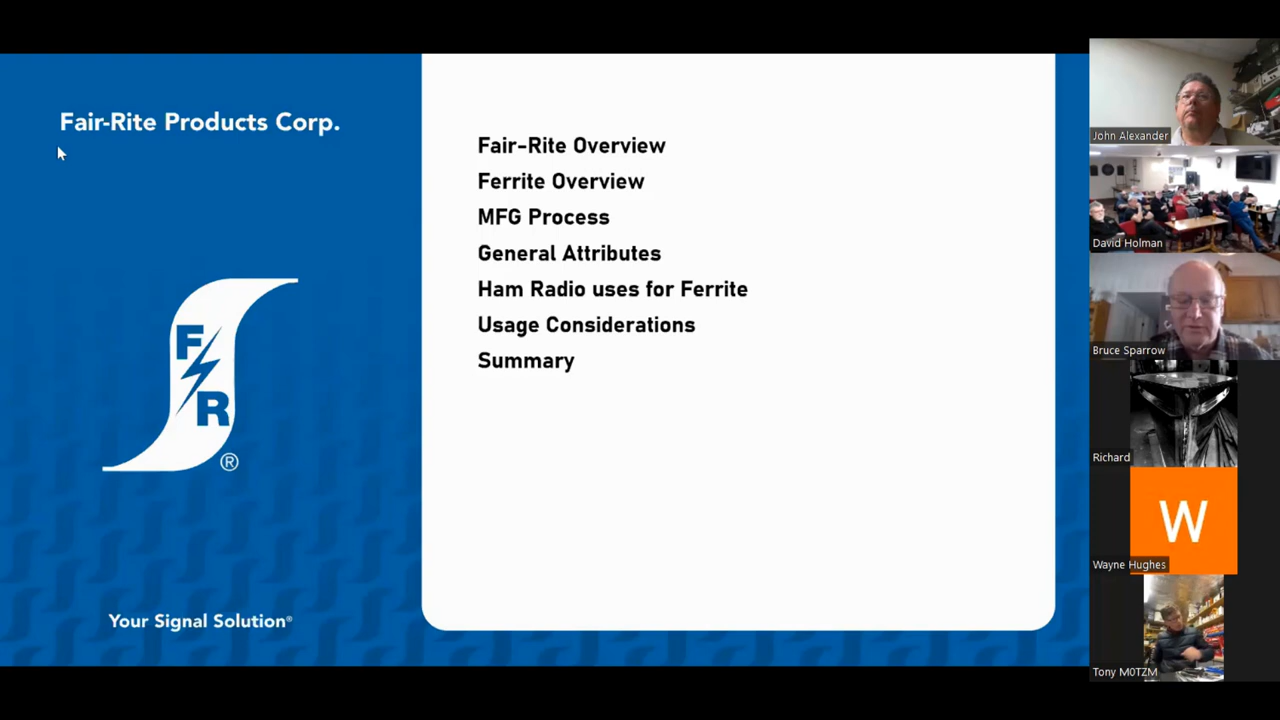 Fair-Rite Products Corp.
F
R
®
Your Signal Solution®
Fair-Rite Overview
Ferrite Overview
MFG Process
General Attributes
Ham Radio uses for Ferrite
Usage Considerations
Summary
John Alexander
David Holman
Bruce Sparrow
Richard
W
Wayne Hughes
Tony M0TZM